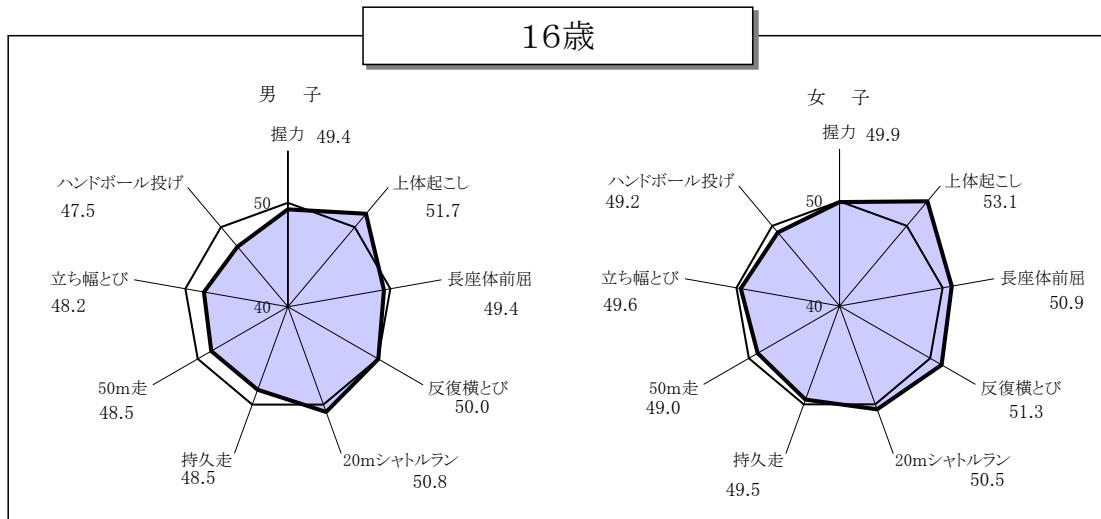 16歳
男 子
握力 49.4
上体起こし
51.7
長座体前屈
49.4
反復横とび
50.0
20mシャトルラン
50.8
持久走
48.5
50m走
48.5
立ち幅とび
48.2
ハンドボール投げ
47.5
50
40
女 子
握力
49.9
上体起こし
53.1
長座体前屈
50.9
反復横とび
51.3
20mシャトルラン
50.5
持久走
49.5
50m走
49.0
立ち幅とび
49.6
ハンドボール投げ
49.2
50
40